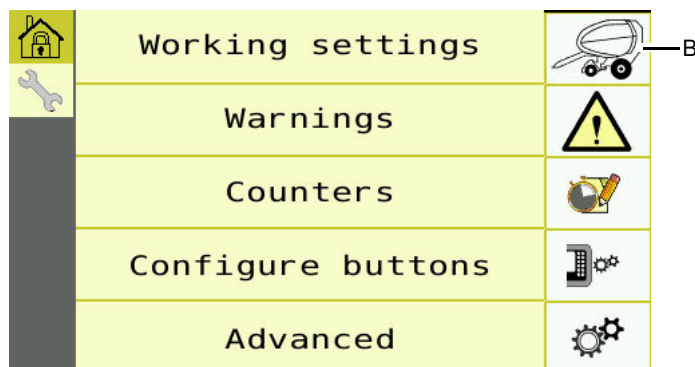 Working settings
B
Warnings
Counters
Configure buttons
Advanced